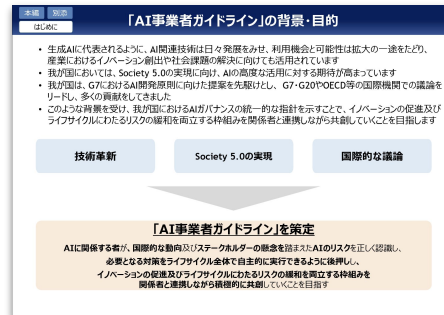 本編 別添
はじめに
「AI事業者ガイドライン」の背景・目的
• 生成AIに代表されるように、AI関連技術は日々発展をみせ、利用機会と可能性は拡大の一途をたどり、
産業におけるイノベーション創出や社会課題の解決に向けても活用されています
• 我が国においては、Society 5.0の実現に向け、AIの高度な活用に対する期待が高まっています
• 我が国は、G7におけるAI開発原則に向けた提案を先駆けとし、G7・G20やOECD等の国際機関での議論を
リードし、多くの貢献をしてきました
• このような背景を受け、我が国におけるAIガバナンスの統一的な指針を示すことで、イノベーションの促進及び
ライフサイクルにわたるリスクの緩和を両立する枠組みを関係者と連携しながら共創していくことを目指します
技術革新
Society 5.0の実現
国際的な議論
「AI事業者ガイドライン」を策定
AIに関係する者が、国際的な動向及びステークホルダーの懸念を踏まえたAIのリスクを正しく認識し、
必要となる対策をライフサイクル全体で自主的に実行できるように後押しし、
イノベーションの促進及びライフサイクルにわたるリスクの緩和を両立する枠組みを
関係者と連携しながら積極的に共創していくことを目指す